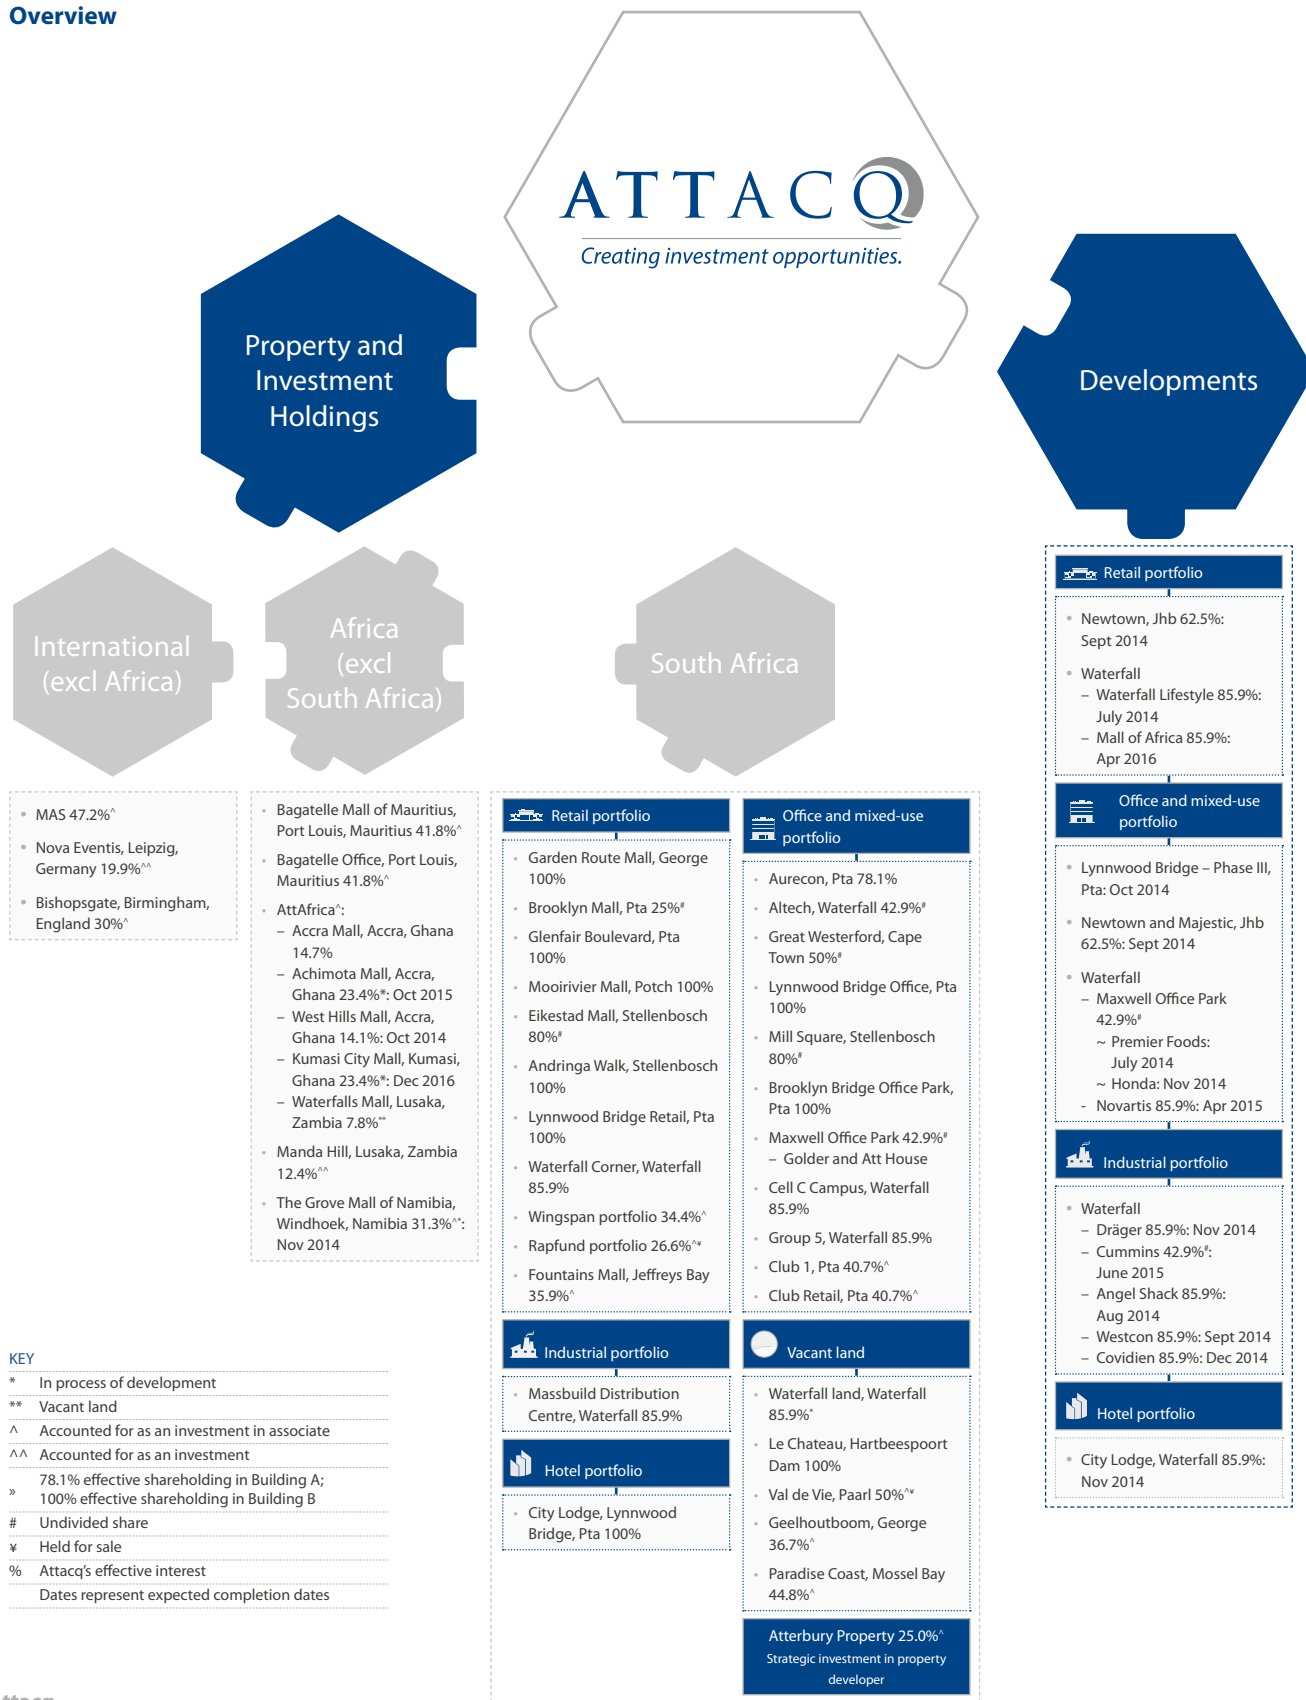 Overview
ATTACQ
Creating investment opportunities.
Property and
Investment
Holdings
Developments
International
(excl Africa)
Africa
(excl
South Africa)
South Africa
• MAS 47.2%^
• Nova Eventis, Leipzig,
Germany 19.9%^^
• Bishopsgate, Birmingham,
England 30%^
• Bagatelle Mall of Mauritius,
Port Louis, Mauritius 41.8%^
• Bagatelle Office, Port Louis,
Mauritius 41.8%^
• AttAfrica^:
– Accra Mall, Accra, Ghana
14.7%
– Achimota Mall, Accra,
Ghana 23.4%*: Oct 2015
– West Hills Mall, Accra,
Ghana 14.1%: Oct 2014
– Kumasi City Mall, Kumasi,
Ghana 23.4%*: Dec 2016
– Waterfalls Mall, Lusaka,
Zambia 7.8%**
• Manda Hill, Lusaka, Zambia
12.4%^^
• The Grove Mall of Namibia,
Windhoek, Namibia 31.3%^*:
Nov 2014
Retail portfolio
• Garden Route Mall, George
100%
• Brooklyn Mall, Pta 25%#
• Glenfair Boulevard, Pta
100%
• Mooirivier Mall, Potch 100%
• Eikestad Mall, Stellenbosch
80%#
• Andringa Walk, Stellenbosch
100%
• Lynnwood Bridge Retail, Pta
100%
• Waterfall Corner, Waterfall
85.9%
• Wingspan portfolio 34.4%^
• Rapfund portfolio 26.6%^¥
• Fountains Mall, Jeffreys Bay
35.9%^
Industrial portfolio
• Massbuild Distribution
Centre, Waterfall 85.9%
Hotel portfolio
• City Lodge, Lynnwood
Bridge, Pta 100%
Office and mixed-use
portfolio
• Aurecon, Pta 78.1%
• Altech, Waterfall 42.9%#
• Great Westerford, Cape
Town 50%#
• Lynnwood Bridge Office, Pta
100%
• Mill Square, Stellenbosch
80%#
• Brooklyn Bridge Office Park,
Pta 100%
• Maxwell Office Park 42.9%#
– Golder and Att House
• Cell C Campus, Waterfall
85.9%
• Group 5, Waterfall 85.9%
• Club 1, Pta 40.7%^
• Club Retail, Pta 40.7%^
Vacant land
• Waterfall land, Waterfall
85.9%*
• Le Chateau, Hartbeespoort
Dam 100%
• Val de Vie, Paarl 50%^¥
• Geelhoutboom, George
36.7%^
• Paradise Coast, Mossel Bay
44.8%^
Atterbury Property 25.0%^
Strategic investment in property
developer
Retail portfolio
• Newtown, Jhb 62.5%:
Sept 2014
• Waterfall
– Waterfall Lifestyle 85.9%:
July 2014
– Mall of Africa 85.9%:
Apr 2016
Office and mixed-use
portfolio
• Lynnwood Bridge – Phase III,
Pta: Oct 2014
• Newtown and Majestic, Jhb
62.5%: Sept 2014
• Waterfall
– Maxwell Office Park
42.9%#
~ Premier Foods:
July 2014
~ Honda: Nov 2014
- Novartis 85.9%: Apr 2015
Industrial portfolio
• Waterfall
– Dräger 85.9%: Nov 2014
– Cummins 42.9%#:
June 2015
– Angel Shack 85.9%:
Aug 2014
– Westcon 85.9%: Sept 2014
– Covidien 85.9%: Dec 2014
Hotel portfolio
• City Lodge, Waterfall 85.9%:
Nov 2014
KEY
* In process of development
** Vacant land
^ Accounted for as an investment in associate
^^ Accounted for as an investment
» 78.1% effective shareholding in Building A;
100% effective shareholding in Building B
# Undivided share
¥ Held for sale
% Attacq's effective interest
Dates represent expected completion dates